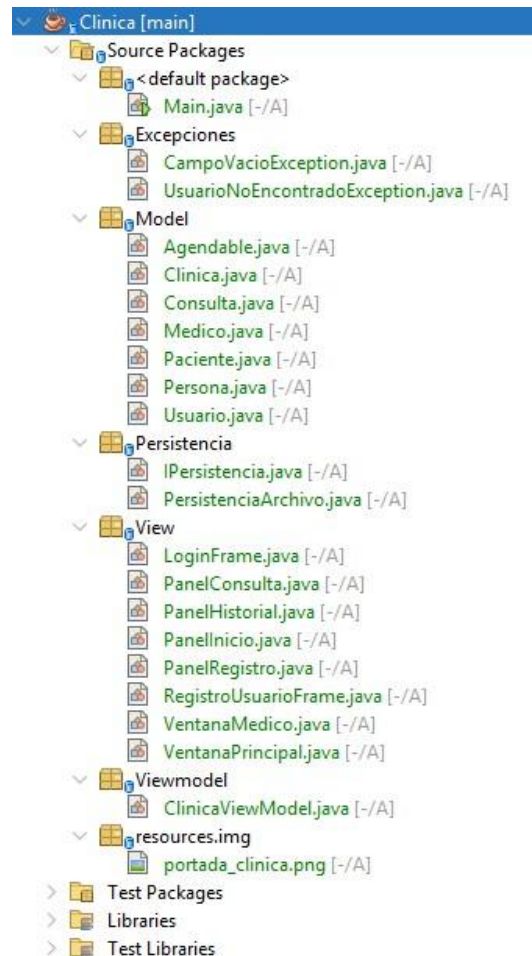 Clinica [main]
Source Packages
<default package>
Main.java [-/A]
Excepciones
CampoVacioException.java [-/A]
UsuarioNoEncontradoException.java [-/A]
Model
Agendable.java [-/A]
Clinica.java [-/A]
Consulta.java [-/A]
Medico.java [-/A]
Paciente.java [-/A]
Persona.java [-/A]
Usuario.java [-/A]
Persistencia
IPersistencia.java [-/A]
PersistenciaArchivo.java [-/A]
View
LoginFrame.java [-/A]
PanelConsulta.java [-/A]
PanelHistorial.java [-/A]
PanelInicio.java [-/A]
PanelRegistro.java [-/A]
RegistroUsuarioFrame.java [-/A]
VentanaMedico.java [-/A]
VentanaPrincipal.java [-/A]
Viewmodel
ClinicaViewModel.java [-/A]
resources.img
portada_clinica.png [-/A]
Test Packages
Libraries
Test Libraries